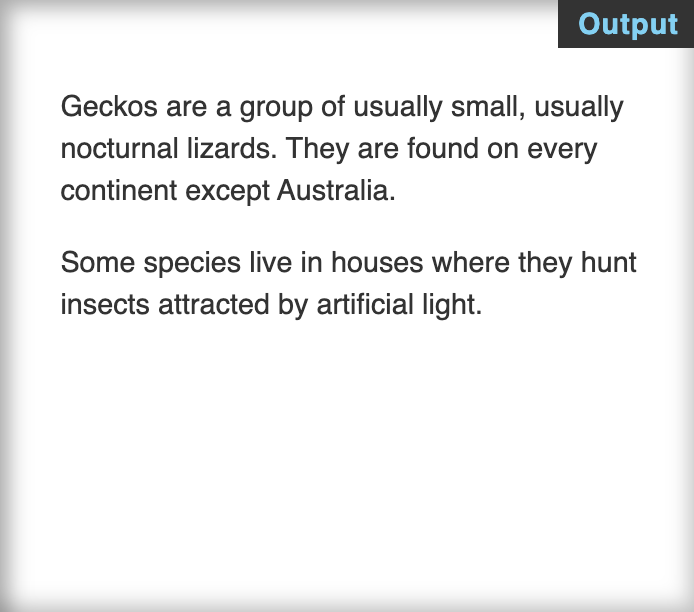 Output
Geckos are a group of usually small, usually
nocturnal lizards. They are found on every
continent except Australia.
Some species live in houses where they hunt
insects attracted by artificial light.